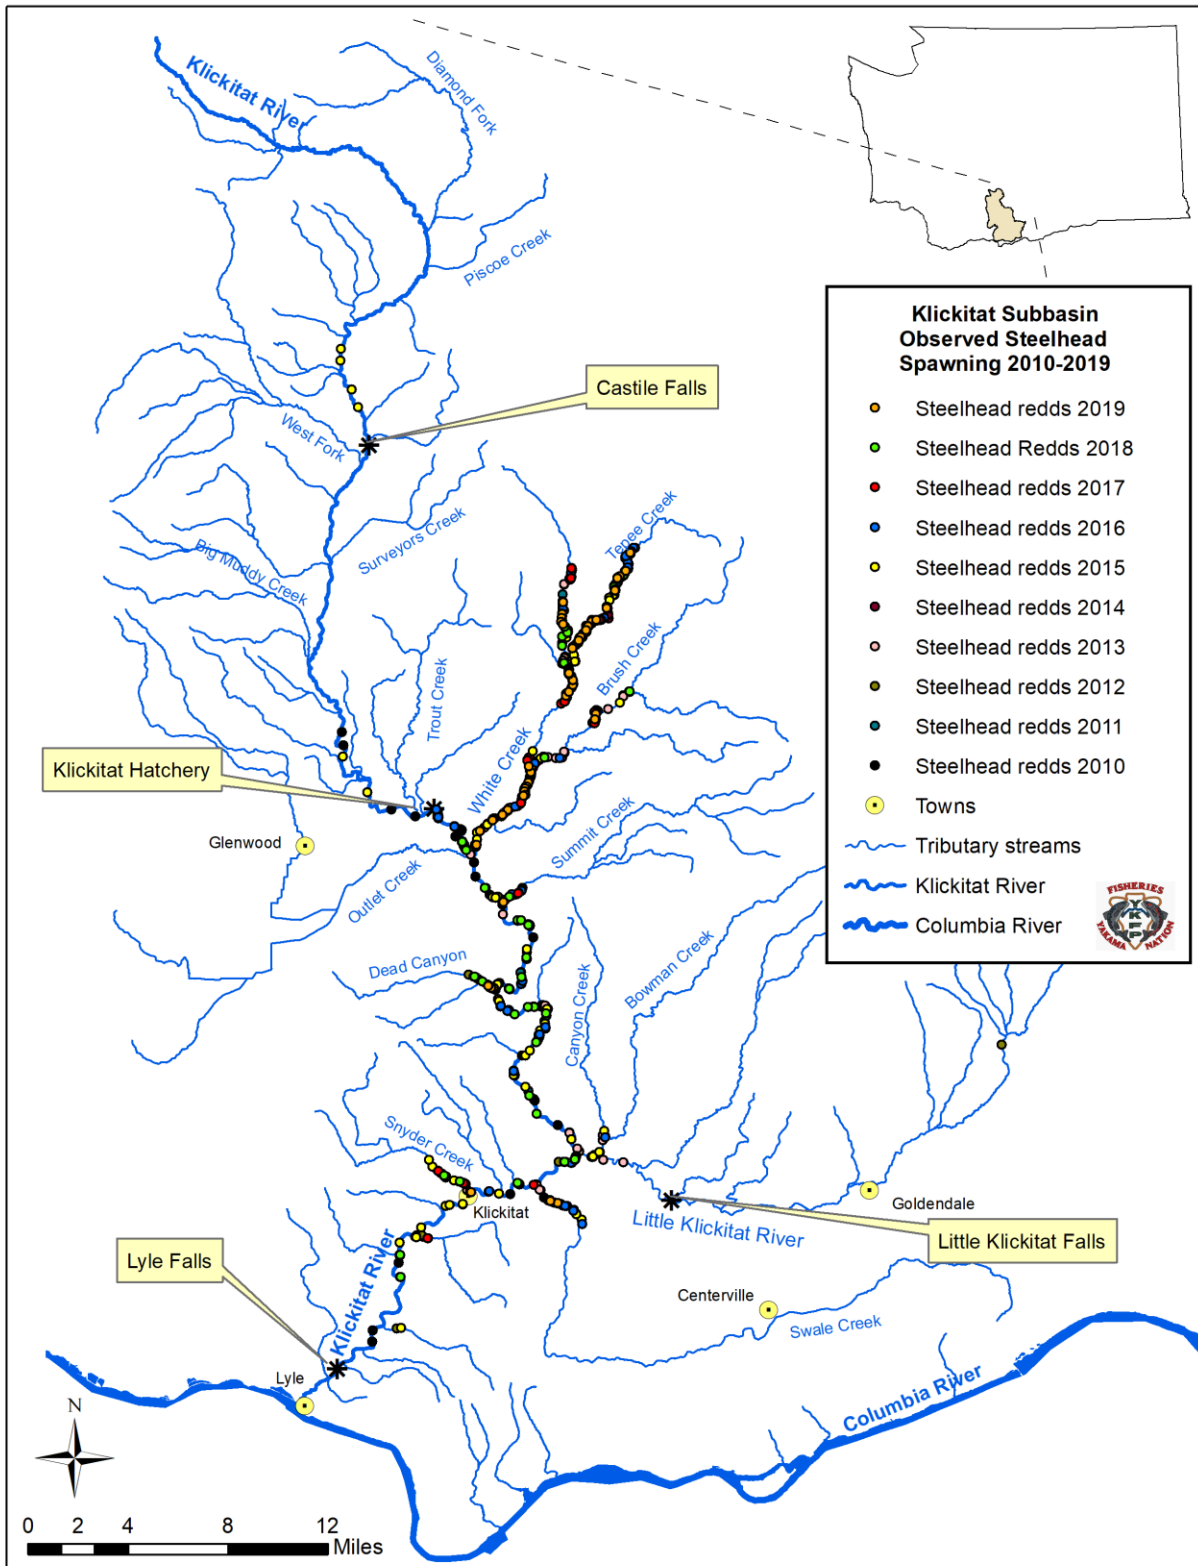 Klickitat River
Diamond Fork
Piscoe Creek
Castile Falls
West Fork
Surveyors Creek
Big Muddy Creek
Tepee Creek
Brush Creek
Trout Creek
White Creek
Klickitat Hatchery
Glenwood
Summit Creek
Outlet Creek
Dead Canyon
Canyon Creek
Bowman Creek
Snyder Creek
Klickitat
Goldendale
Little Klickitat River
Little Klickitat Falls
Lyle Falls
Klickitat River
Centerville
Swale Creek
Lyle
Columbia River
N
0 2 4 8 12
Miles
Klickitat Subbasin
Observed Steelhead
Spawning 2010-2019
Steelhead redds 2019
Steelhead Redds 2018
Steelhead redds 2017
Steelhead redds 2016
Steelhead redds 2015
Steelhead redds 2014
Steelhead redds 2013
Steelhead redds 2012
Steelhead redds 2011
Steelhead redds 2010
Towns
Tributary streams
Klickitat River
Columbia River
FISHERIES
YKFP
YAKAMA NATION